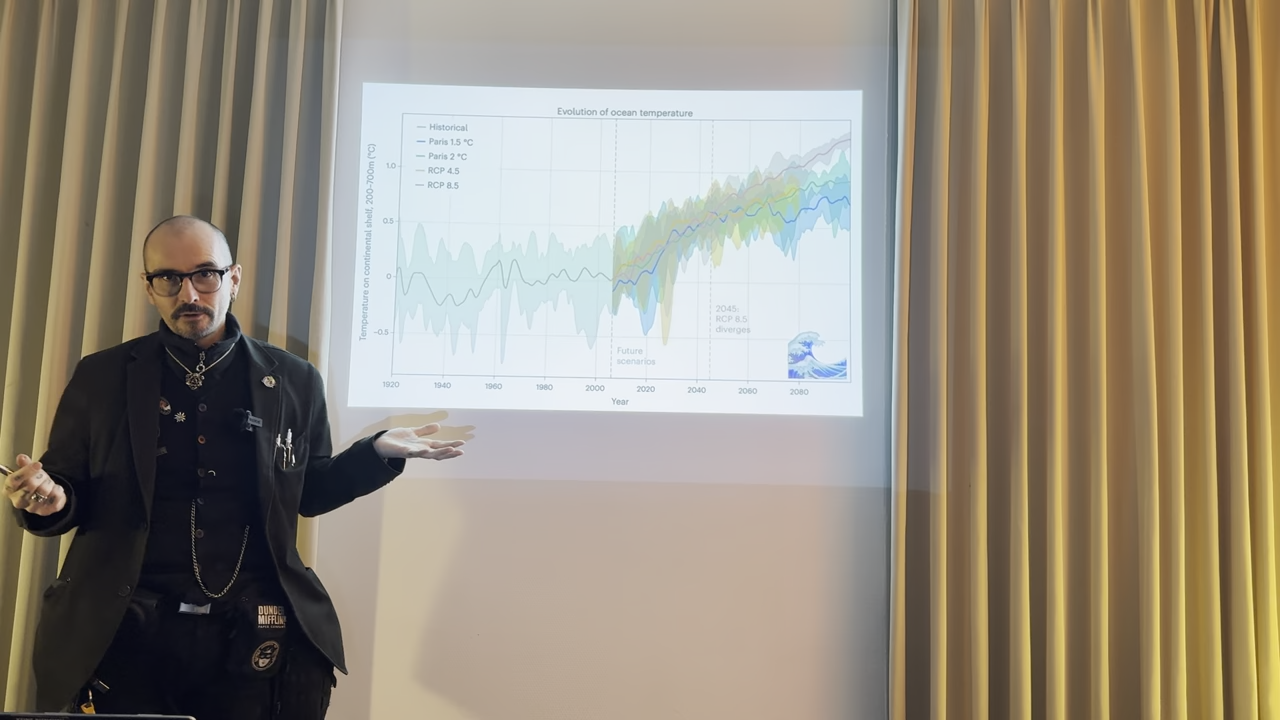 Evolution of ocean temperature
Historical
Paris 1.5 °C
Paris 2 °C
RCP 4.5
RCP 8.5
Temperature on continental shelf, 200-700m (°C)
1.0
0.5
0
-0.5
2045:
RCP 8.5
diverges
Future
scenarios
1920
1940
1960
1980
2000
2020
2040
2060
2080
Year
DUNDER
MIFFLIN